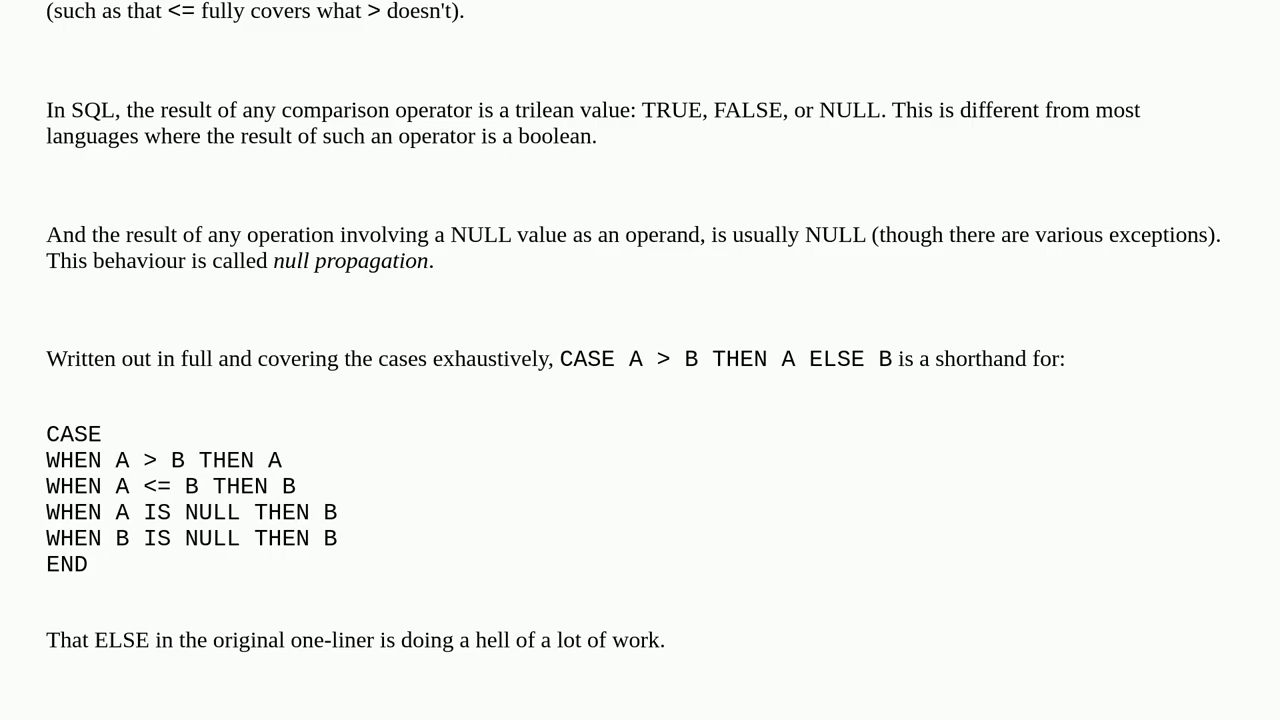 (such as that <= fully covers what > doesn't).
In SQL, the result of any comparison operator is a trilean value: TRUE, FALSE, or NULL. This is different from most
languages where the result of such an operator is a boolean.
And the result of any operation involving a NULL value as an operand, is usually NULL (though there are various exceptions).
This behaviour is called null propagation.
Written out in full and covering the cases exhaustively, CASE A > B THEN A ELSE B is a shorthand for:
CASE
WHEN A > B THEN A
WHEN A <= B THEN B
WHEN A IS NULL THEN B
WHEN B IS NULL THEN B
END
That ELSE in the original one-liner is doing a hell of a lot of work.